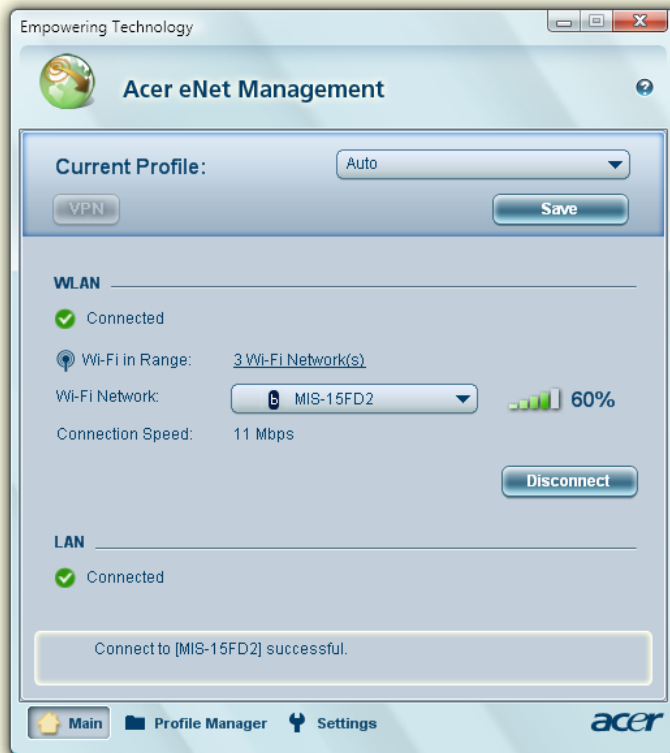 Empowering Technology
Acer eNet Management
Current Profile:
Auto
VPN
Save
WLAN
Connected
Wi-Fi in Range:
3 Wi-Fi Network(s)
Wi-Fi Network:
b MIS-15FD2
60%
Connection Speed:
11 Mbps
Disconnect
LAN
Connected
Connect to [MIS-15FD2] successful.
Main Profile Manager Settings
acer